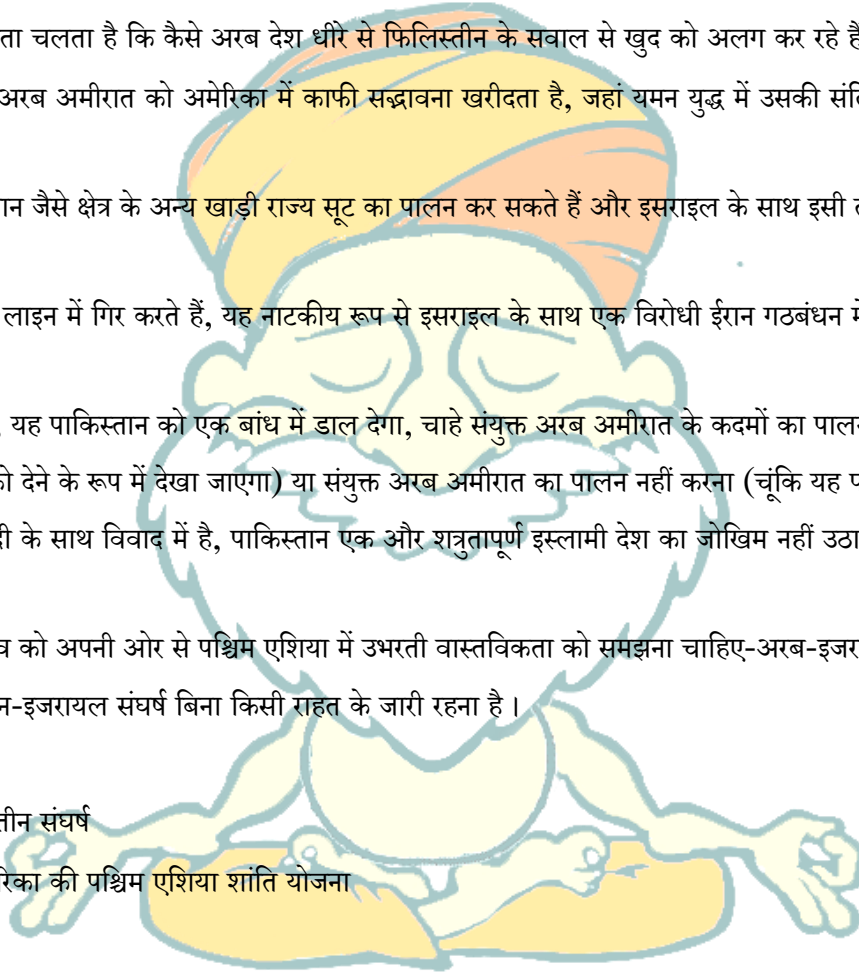 ता चलता है कि कैसे अरब देश धीरे से फिलिस्तीन के सवाल से खुद को अलग कर रहे है
अरब अमीरात को अमेरिका में काफी सद्भावना खरीदता है, जहां यमन युद्ध में उसकी
ान जैसे क्षेत्र के अन्य खाड़ी राज्य सूट का पालन कर सकते हैं और इसराइल के साथ इसी
लाइन में गिर करते हैं, यह नाटकीय रूप से इसराइल के साथ एक विरोधी ईरान गठबंधन में
यह पाकिस्तान को एक बांध में डाल देगा, चाहे संयुक्त अरब अमीरात के कदमों का पालन
को देने के रूप में देखा जाएगा) या संयुक्त अरब अमीरात का पालन नहीं करना (चूंकि यह
दी के साथ विवाद में है, पाकिस्तान एक और शत्रुतापूर्ण इस्लामी देश का जोखिम नहीं उठा
व को अपनी ओर से पश्चिम एशिया में उभरती वास्तविकता को समझना चाहिए-अरब-इजरा
न-इजरायल संघर्ष बिना किसी राहत के जारी रहना है।
तीन संघर्ष
रिका की पश्चिम एशिया शांति योजना